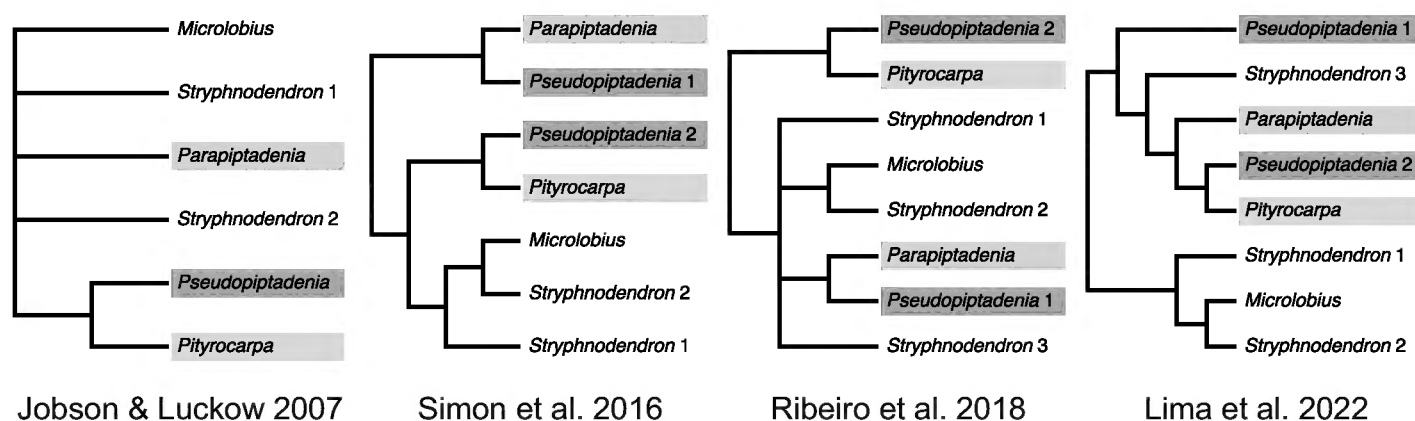 Microlobius
Stryphnodendron 1
Parapiptadenia
Stryphnodendron 2
Pseudopiptadenia
Pityrocarpa
Jobson & Luckow 2007
Parapiptadenia
Pseudopiptadenia 1
Pseudopiptadenia 2
Pityrocarpa
Microlobius
Stryphnodendron 2
Stryphnodendron 1
Simon et al. 2016
Pseudopiptadenia 2
Pityrocarpa
Stryphnodendron 1
Microlobius
Stryphnodendron 2
Parapiptadenia
Pseudopiptadenia 1
Stryphnodendron 3
Ribeiro et al. 2018
Pseudopiptadenia 1
Stryphnodendron 3
Parapiptadenia
Pseudopiptadenia 2
Pityrocarpa
Stryphnodendron 1
Microlobius
Stryphnodendron 2
Lima et al. 2022